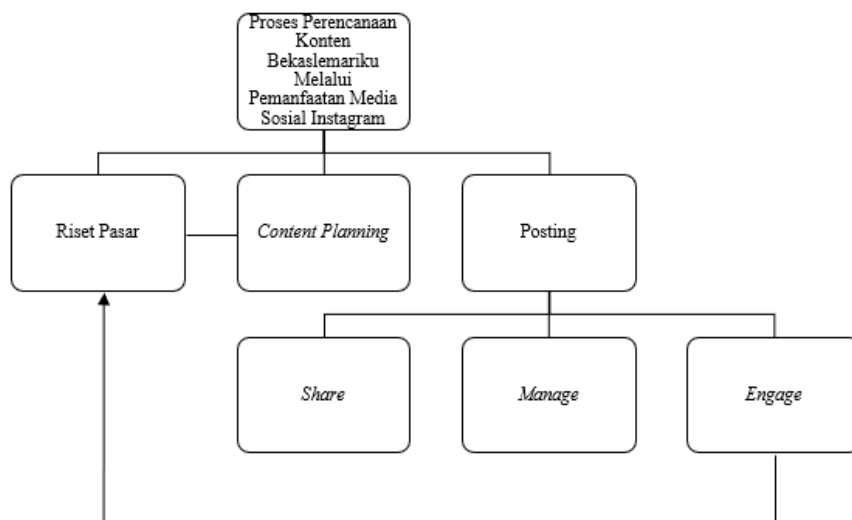 Proses Perencanaan
Konten
Bekaslemariku
Melalui
Pemanfaatan Media
Sosial Instagram
Riset Pasar
Content Planning
Posting
Share
Manage
Engage